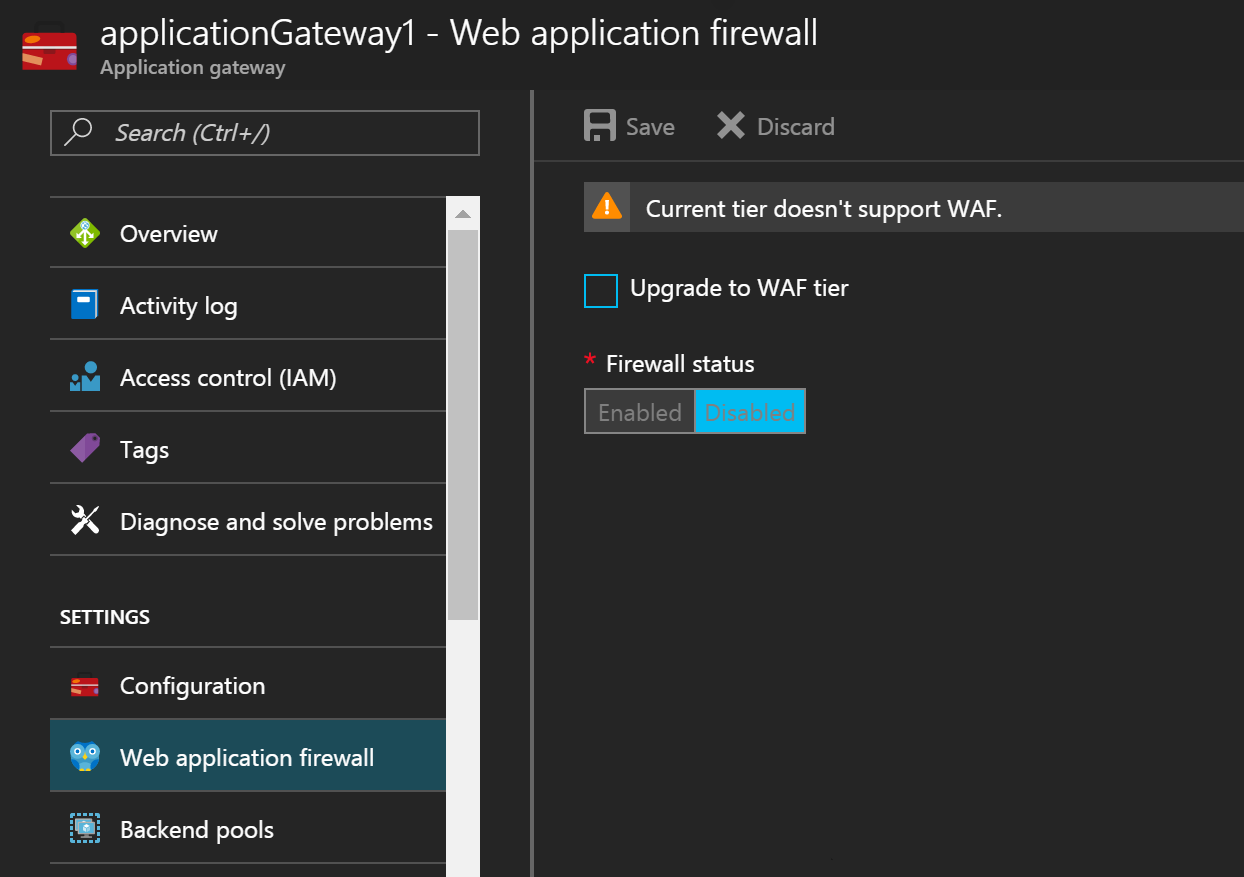 applicationGateway1 - Web application firewall
Application gateway
Search (Ctrl+/)
Overview
Activity log
Access control (IAM)
Tags
Diagnose and solve problems
SETTINGS
Configuration
Web application firewall
Backend pools
Save
Discard
Current tier doesn't support WAF.
Upgrade to WAF tier
* Firewall status
Enabled
Disabled